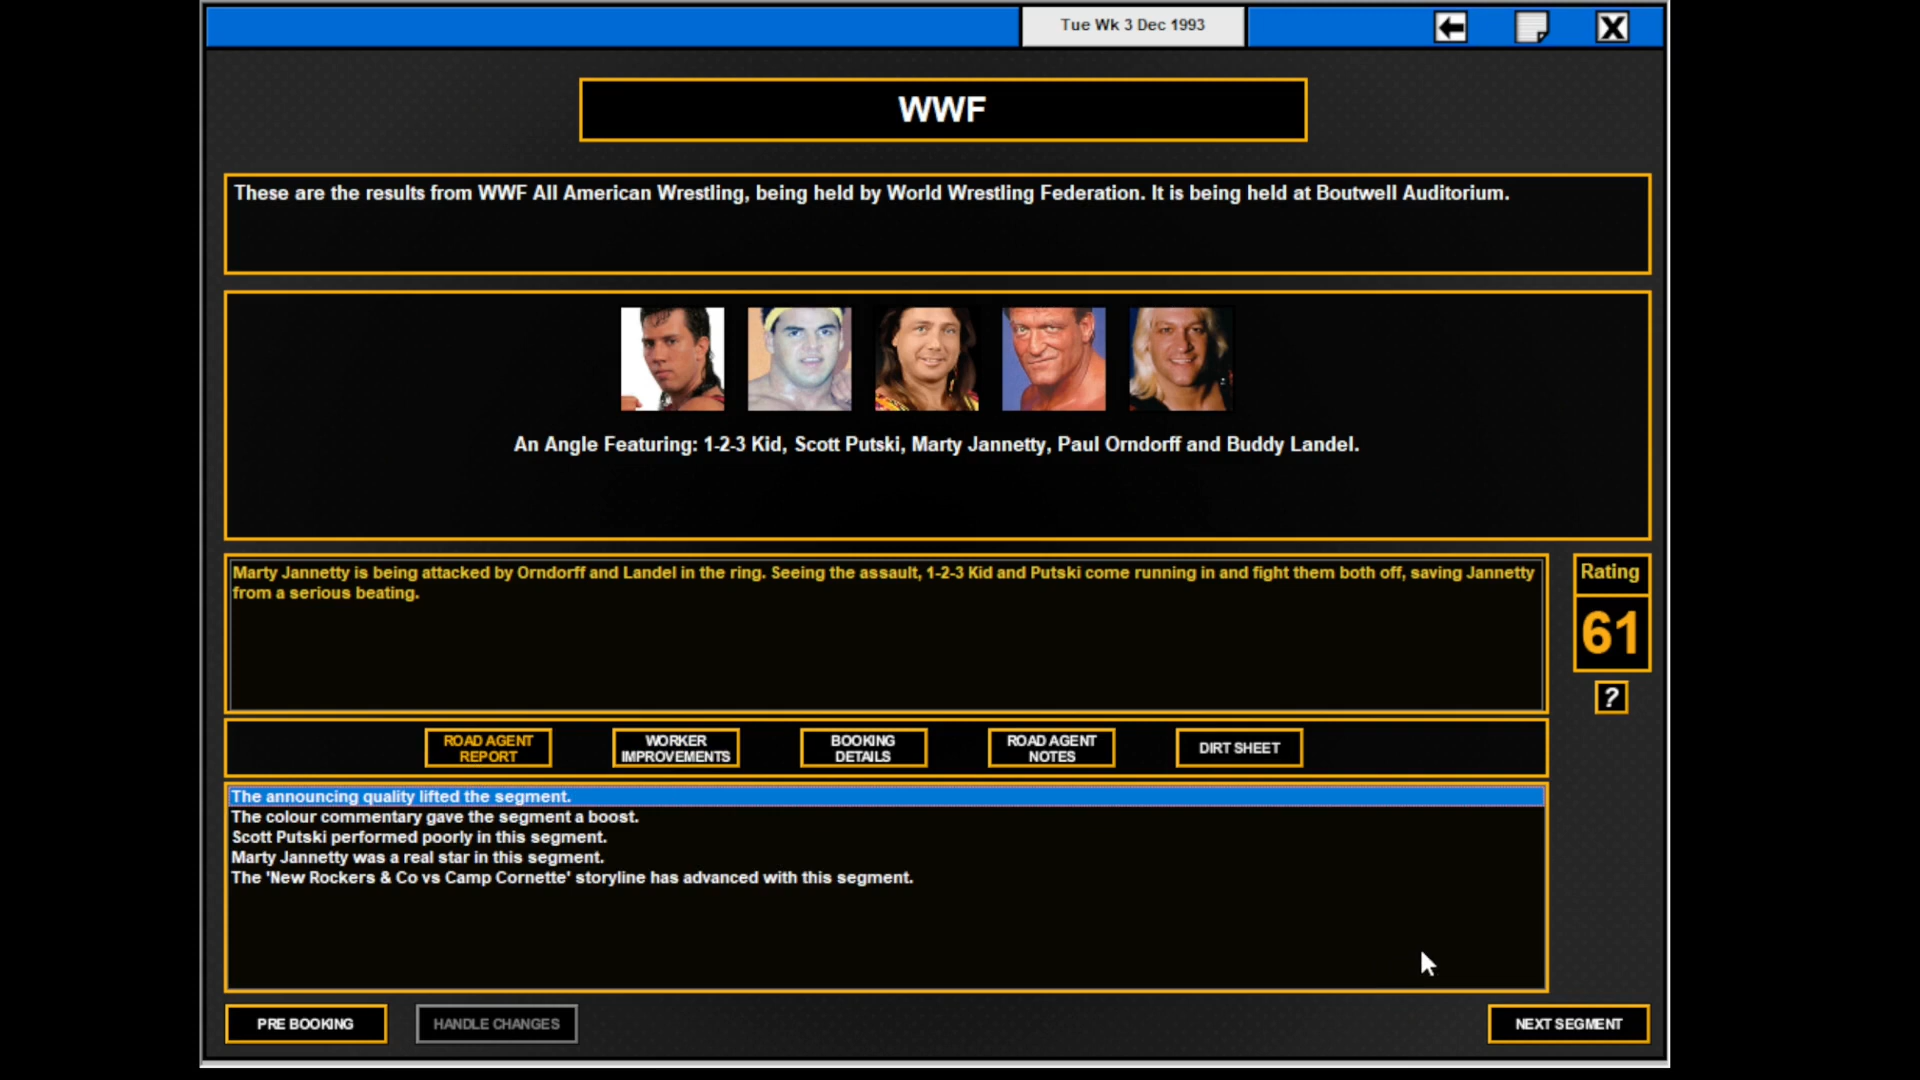 Tue Wk 3 Dec 1993
WWF
These are the results from WWF All American Wrestling, being held by World Wrestling Federation. It is being held at Boutwell Auditorium.
An Angle Featuring: 1-2-3 Kid, Scott Putski, Marty Jannetty, Paul Orndorff and Buddy Landel.
Marty Jannetty is being attacked by Orndorff and Landel in the ring. Seeing the assault, 1-2-3 Kid and Putski come running in and fight them both off, saving Jannetty
from a serious beating.
Rating
61
?
ROAD AGENT
REPORT
WORKER
IMPROVEMENTS
BOOKING
DETAILS
ROAD AGENT
NOTES
DIRT SHEET
The announcing quality lifted the segment.
The colour commentary gave the segment a boost.
Scott Putski performed poorly in this segment.
Marty Jannetty was a real star in this segment.
The 'New Rockers & Co vs Camp Cornette' storyline has advanced with this segment.
PRE BOOKING
HANDLE CHANGES
NEXT SEGMENT